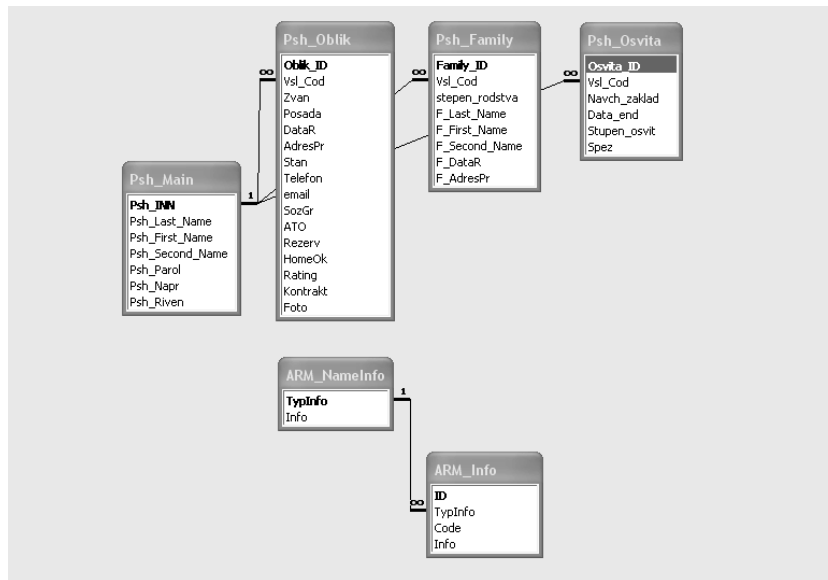 Psh_Oblik
Oblik_ID
Vsl_Cod
Zvan
Posada
DataR
AdresPr
Stan
Telefon
email
SozGr
ATO
Rezerv
HomeOk
Rating
Kontrakt
Foto
Psh_Family
Family_ID
Vsl_Cod
stepen_rodstva
F_Last_Name
F_First_Name
F_Second_Name
F_DataR
F_AdresPr
Psh_Osvita
Osvita_ID
Vsl_Cod
Navch_zaklad
Data_end
Stupen_osvit
Spez
Psh_Main
Psh_INN
Psh_Last_Name
Psh_First_Name
Psh_Second_Name
Psh_Parol
Psh_Napr
Psh_Riven
1
∞
∞
∞
ARM_NameInfo
TypInfo
Info
1
∞
ARM_Info
ID
TypInfo
Code
Info